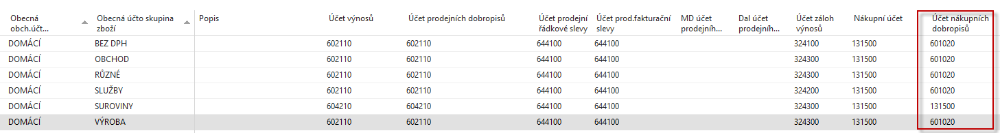 Obecná obch.účt... Obecná účto skupina zboží Popis Účet výnosů Účet prodejních dobropisů Účet prodejní řádkové slevy Účet prod.fakturační slevy MD účet prodejního... Dal účet prodejního... Účet záloh výnosů Nákupní účet Účet nákupních dobropisů
DOMÁCÍ BEZ DPH 602110 602110 644100 644100 324100 131500 601020
DOMÁCÍ OBCHOD 602110 602110 644100 644100 324300 131500 601020
DOMÁCÍ RŮZNÉ 602110 602110 644100 644100 324300 131500 601020
DOMÁCÍ SLUŽBY 602110 602110 644100 644100 324200 131500 601020
DOMÁCÍ SUROVINY 604210 604210 644100 644100 324300 131500 131500
DOMÁCÍ VÝROBA 602110 602110 644100 644100 324300 131500 601020